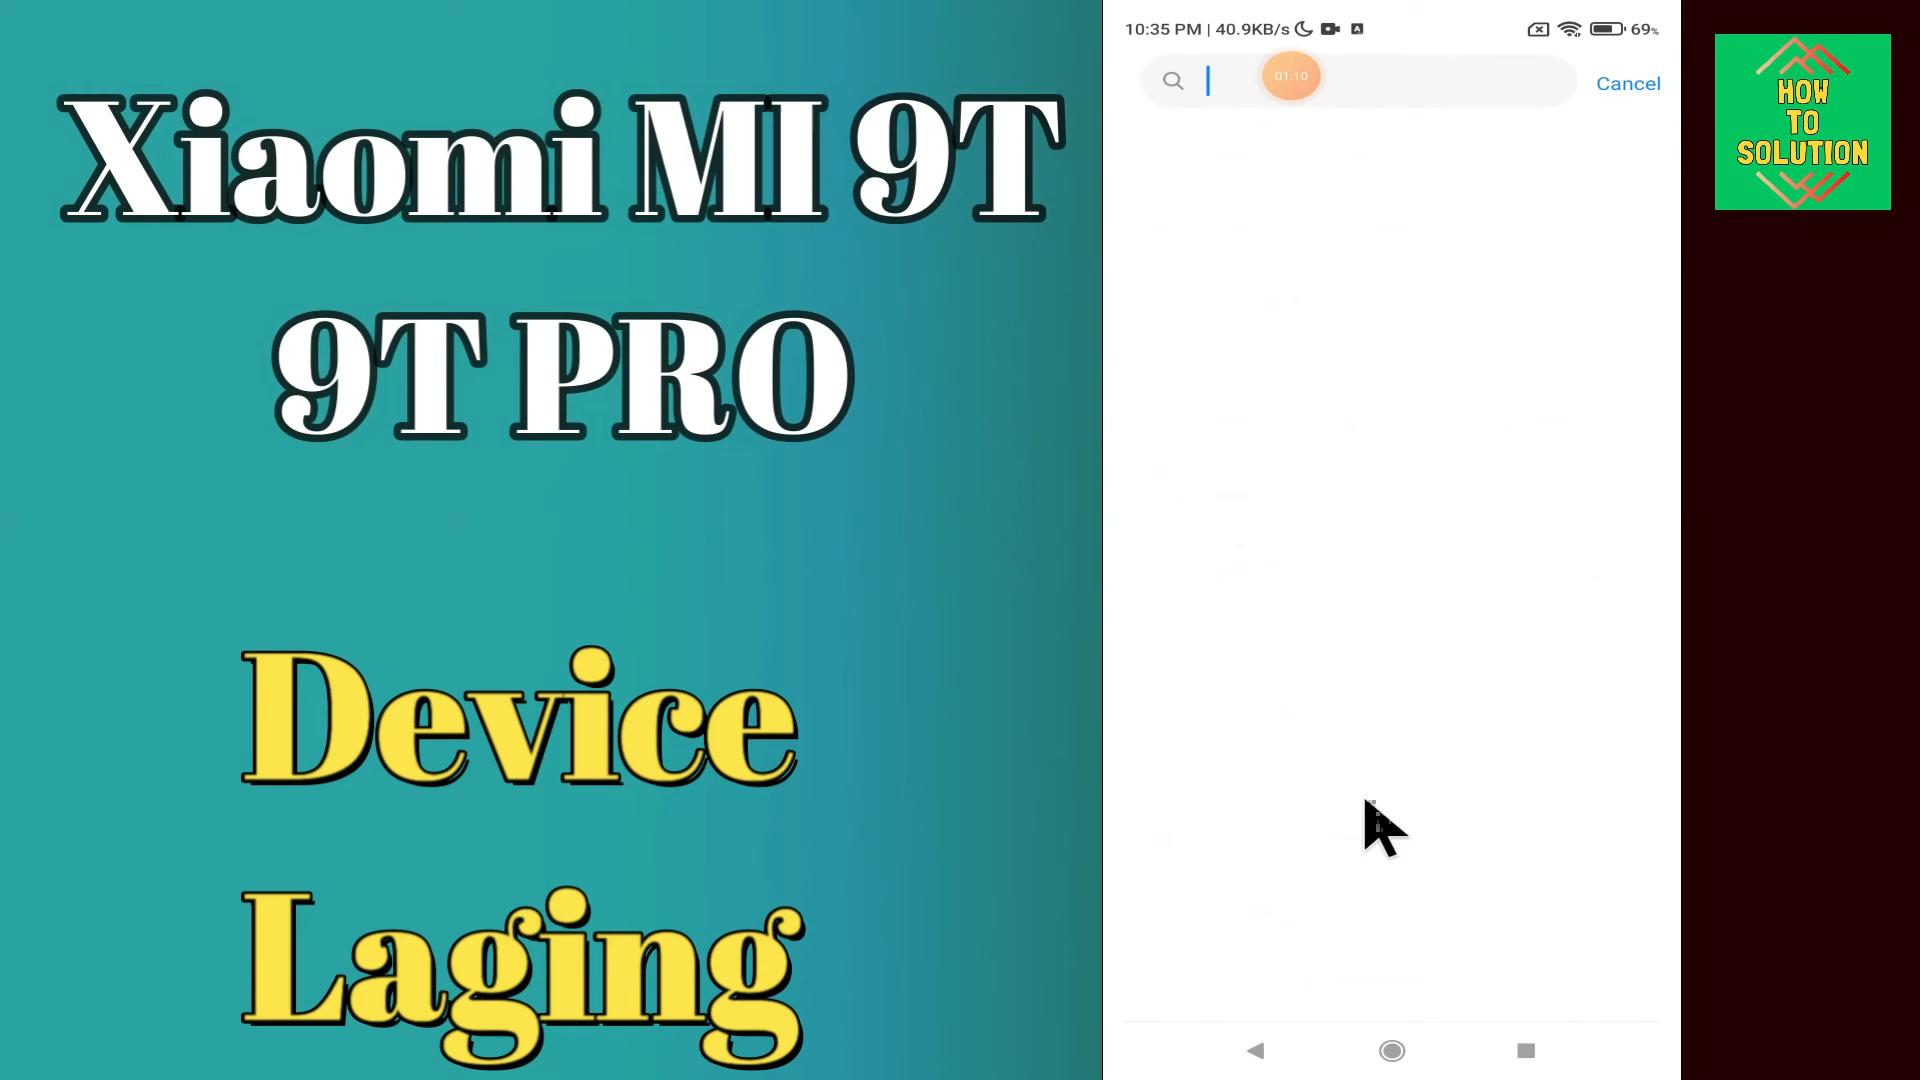 Xiaomi MI 9T
9T PRO
Device
Laging
10:35 PM | 40.9KB/s
A
69%
01:10
Cancel
HOW
TO
SOLUTION